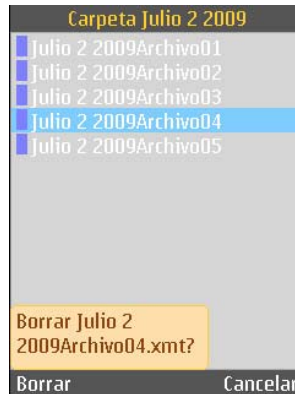 Carpeta Julio 2 2009
Julio 2 2009Archivo01
Julio 2 2009Archivo02
Julio 2 2009Archivo03
Julio 2 2009Archivo04
Julio 2 2009Archivo05
Borrar Julio 2
2009Archivo04.xmt?
Borrar Cancelar